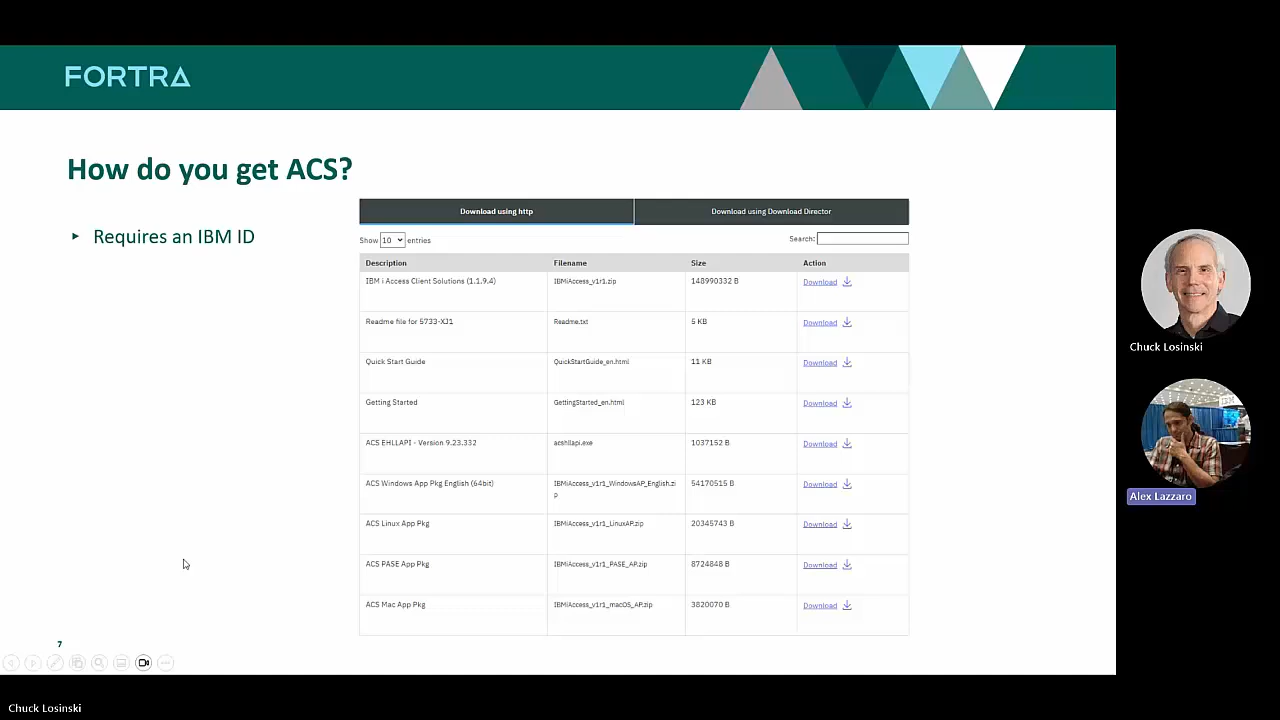 FORTRA
How do you get ACS?
Requires an IBM ID
Download using http
Download using Download Director
Show 10 entries
Search:
Description Filename Size Action
IBM i Access Client Solutions (1.1.9.4) IBMiAccess_v1r1.zip 148990332 B Download
Readme file for 5733-XJ1 Readme.txt 5 KB Download
Quick Start Guide QuickStartGuide_en.html 11 KB Download
Getting Started GettingStarted_en.html 123 KB Download
ACS EHLLAPI - Version 9.23.332 acshllapi.exe 1037152 B Download
ACS Windows App Pkg English (64bit) IBMiAccess_v1r1_WindowsAP_English.zi 54170515 B Download
p
ACS Linux App Pkg IBMiAccess_v1r1_LinuxAP.zip 20345743 B Download
ACS PASE App Pkg IBMiAccess_v1r1_PASE_AP.zip 8724848 B Download
ACS Mac App Pkg IBMiAccess_v1r1_macOS_AP.zip 3820070 B Download
7
Chuck Losinski
IBM
Alex Lazzaro
Chuck Losinski